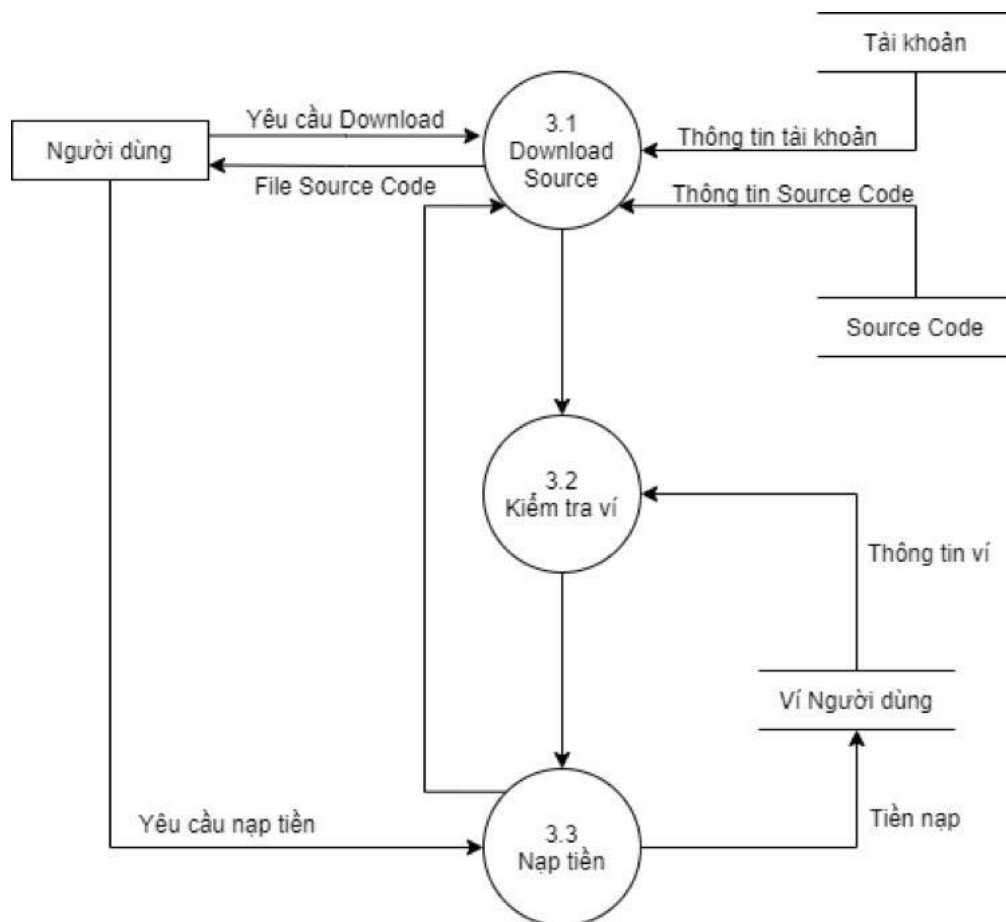 Tài khoản
Yêu cầu Download
3.1
Download
Source
Người dùng
Thông tin tài khoản
File Source Code
Thông tin Source Code
Source Code
3.2
Kiểm tra ví
Thông tin ví
Ví Người dùng
Yêu cầu nạp tiền
3.3
Nạp tiền
Tiền nạp